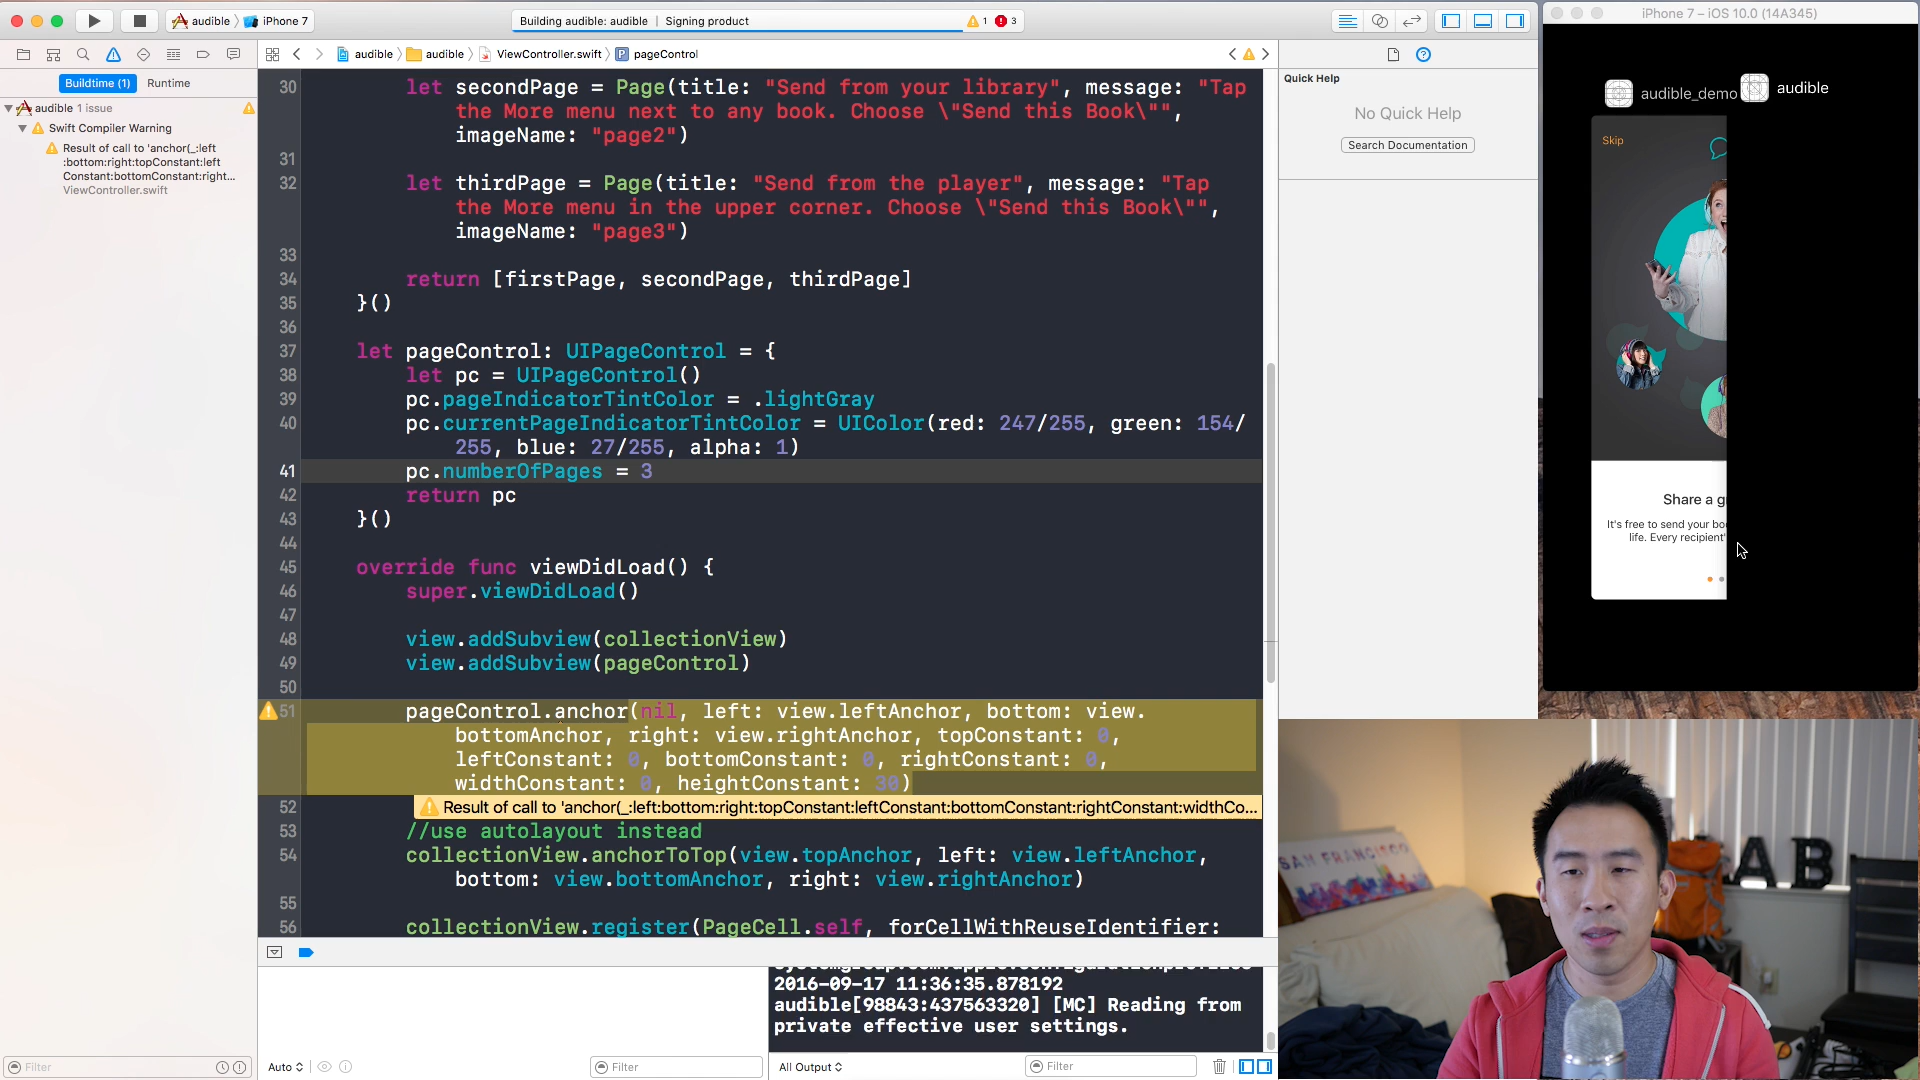 audible
iPhone 7
Building audible: audible | Signing product
1
3
iPhone 7 – iOS 10.0 (14A345)
audible
audible
ViewController.swift
pageControl
Buildtime (1)
Runtime
audible 1 issue
Swift Compiler Warning
Result of call to 'anchor(_:left
:bottom:right:topConstant:left
Constant:bottomConstant:right...
ViewController.swift
30 let secondPage = Page(title: "Send from your library", message: "Tap
the More menu next to any book. Choose \"Send this Book\"",
imageName: "page2")
31
32 let thirdPage = Page(title: "Send from the player", message: "Tap
the More menu in the upper corner. Choose \"Send this Book\"",
imageName: "page3")
33
34 return [firstPage, secondPage, thirdPage]
35 }()
36
37 let pageControl: UIPageControl = {
38 let pc = UIPageControl()
39 pc.pageIndicatorTintColor = .lightGray
40 pc.currentPageIndicatorTintColor = UIColor(red: 247/255, green: 154/
255, blue: 27/255, alpha: 1)
41 pc.numberOfPages = 3
42 return pc
43 }()
44
45 override func viewDidLoad() {
46 super.viewDidLoad()
47
48 view.addSubview(collectionView)
49 view.addSubview(pageControl)
50
51 pageControl.anchor(nil, left: view.leftAnchor, bottom: view.
bottomAnchor, right: view.rightAnchor, topConstant: 0,
leftConstant: 0, bottomConstant: 0, rightConstant: 0,
widthConstant: 0, heightConstant: 30)
52 Result of call to 'anchor(_:left:bottom:right:topConstant:leftConstant:bottomConstant:rightConstant:widthCo...
53 //use autolayout instead
54 collectionView.anchorToTop(view.topAnchor, left: view.leftAnchor,
bottom: view.bottomAnchor, right: view.rightAnchor)
55
56 collectionView.register(PageCell.self, forCellWithReuseIdentifier:
Quick Help
No Quick Help
Search Documentation
audible_demo
audible
Skip
Share a g
It's free to send your bo
life. Every recipient'
2016-09-17 11:36:35.878192
audible[98843:437563320] [MC] Reading from
private effective user settings.
Filter
Auto
Filter
All Output
Filter
SAN FRANCISCO
AB